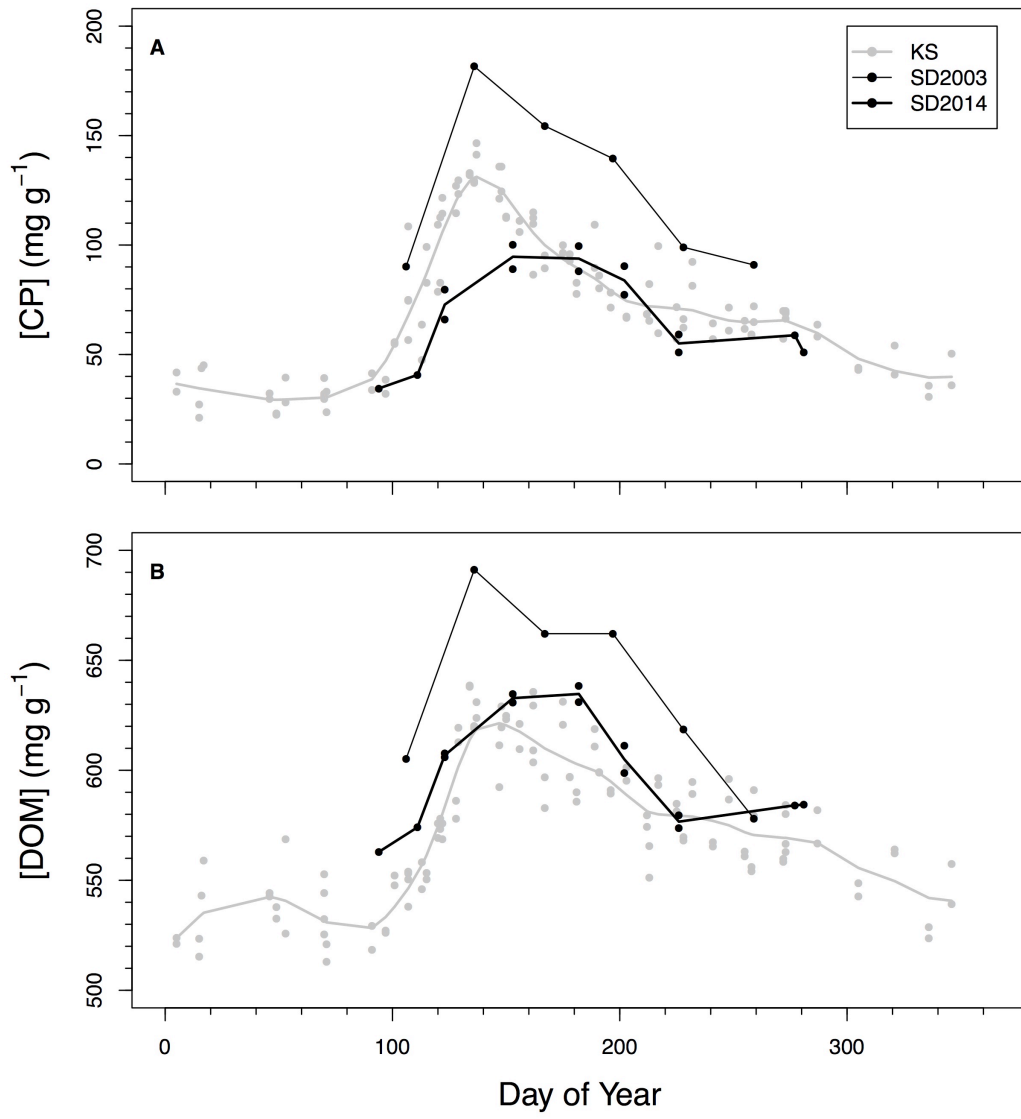 A
KS
SD2003
SD2014
200
150
100
50
0
[CP] (mg g⁻¹)
B
700
650
600
550
500
[DOM] (mg g⁻¹)
0 100 200 300
Day of Year